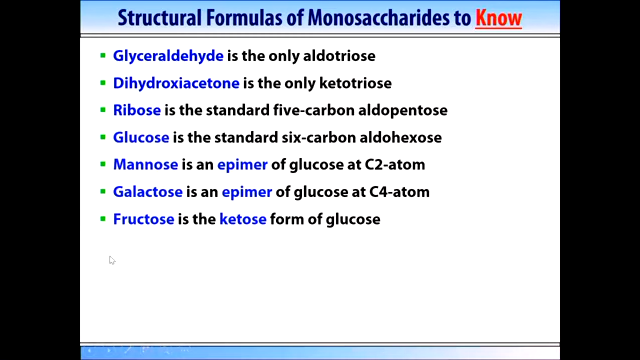 Structural Formulas of Monosaccharides to Know
Glyceraldehyde is the only aldotriose
Dihydroxiacetone is the only ketotriose
Ribose is the standard five-carbon aldopentose
Glucose is the standard six-carbon aldohexose
Mannose is an epimer of glucose at C2-atom
Galactose is an epimer of glucose at C4-atom
Fructose is the ketose form of glucose